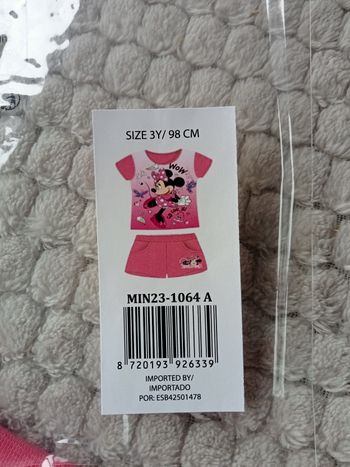 SIZE 3Y/ 98 CM
WOW
MIN23-1064 A
8 720193 926339
IMPORTED BY/
IMPORTADO
POR: ESB42501478